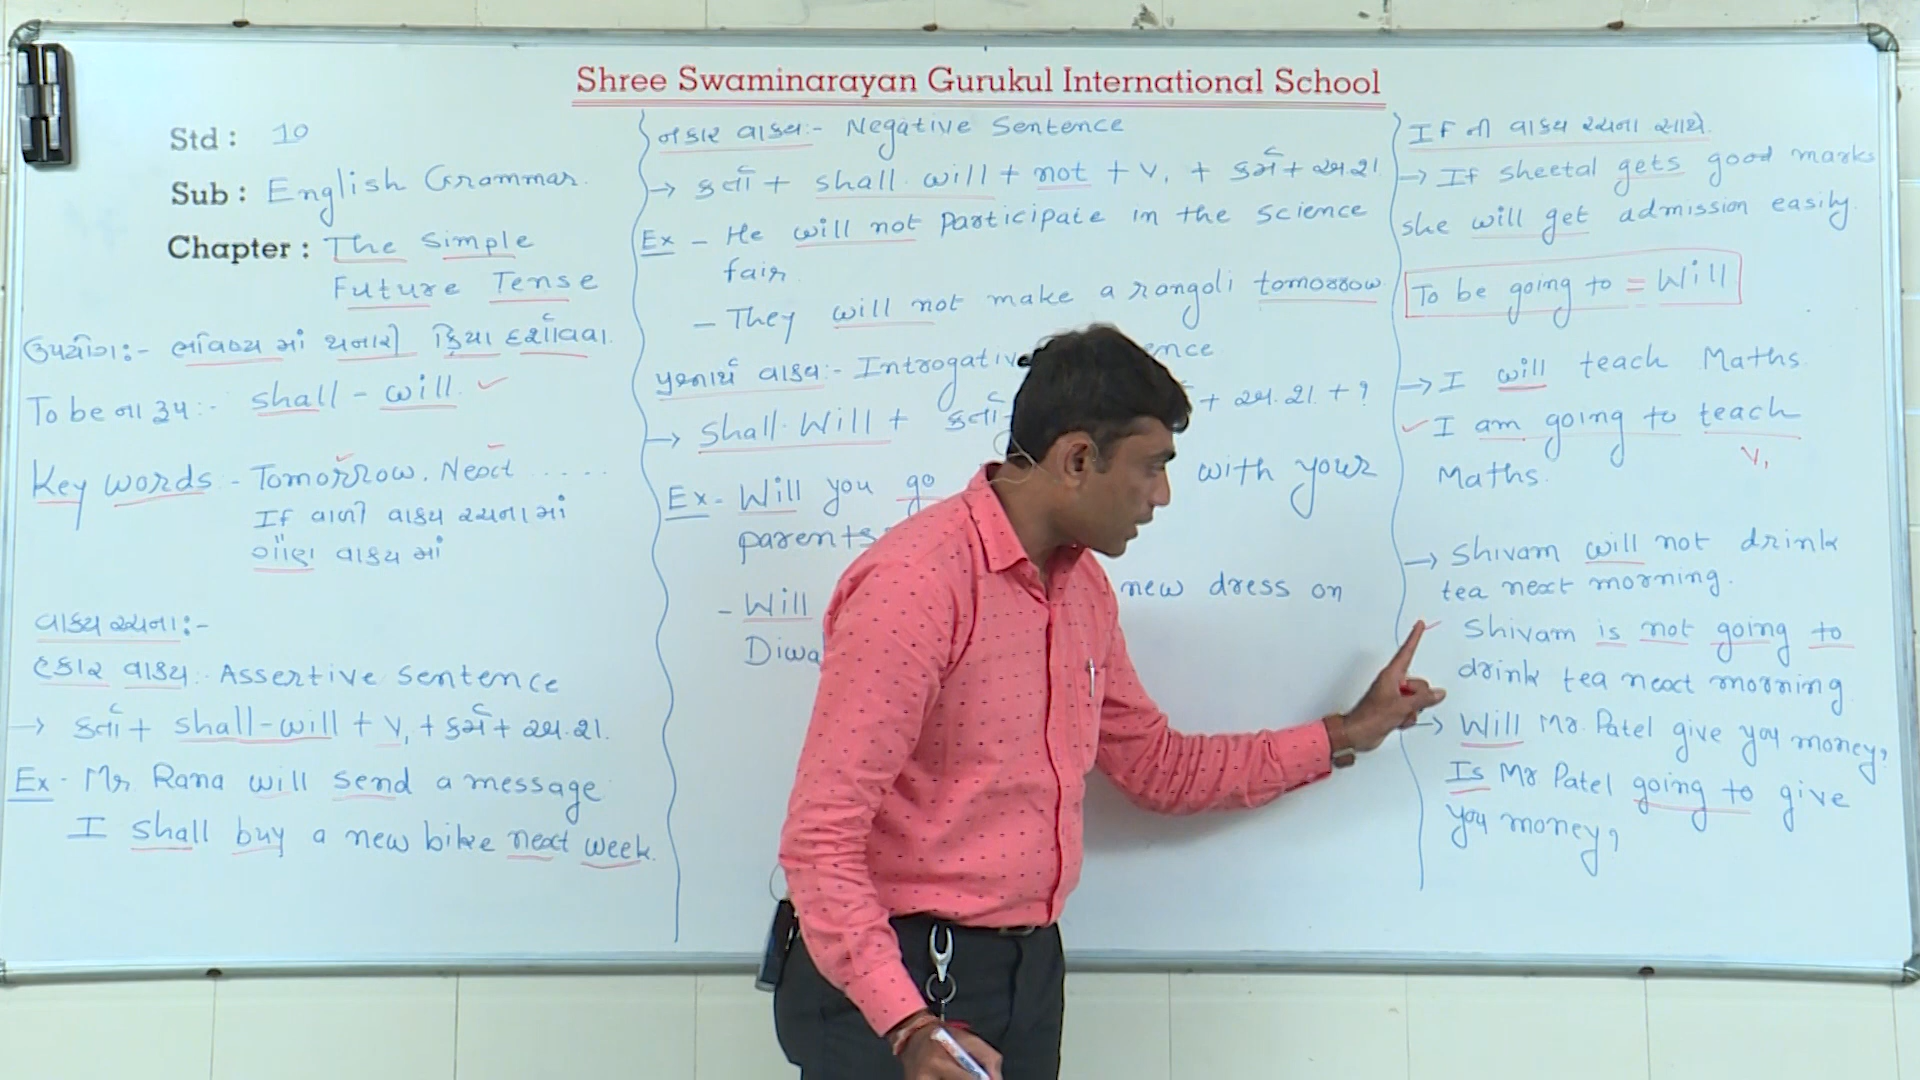 Shree Swaminarayan Gurukul International School
Std : 10
Sub : English Grammar
Chapter : The Simple
Future Tense
ઉપયોગ:- ભવિષ્ય માં થનારી ક્રિયા દર્શાવવા.
To be ના રૂપ:- shall - will ✓
Key words - Tomorrow, Next .....
If વાળી વાક્ય રચના માં
ગૌણ વાક્ય માં
વાક્ય રચના:-
હકાર વાક્ય:- Assertive Sentence
→ કર્તા + shall-will + V1 + કર્મ + અ.શ.
Ex - Mr Rana will send a message
I shall buy a new bike next week.
નકાર વાક્ય:- Negative Sentence
→ કર્તા + shall. will + not + V1 + કર્મ + અ.શ
Ex - He will not participate in the science
fair.
- They will not make a rangoli tomorrow
પ્રશ્નાર્થ વાક્ય:- Introgative ence
→ Shall. Will + કર્તા + અ.શ. + ?
Ex- Will you go with your
parents
- Will new dress on
Diwa
If ની વાક્ય રચના સાથે.
→ If sheetal gets good marks
she will get admission easily.
To be going to = Will
→ I will teach Maths.
✓ I am going to teach
V1
Maths.
→ Shivam will not drink
tea next morning.
Shivam is not going to
drink tea next morning.
→ Will Mr. Patel give you money?
Is Mr Patel going to give
you money?